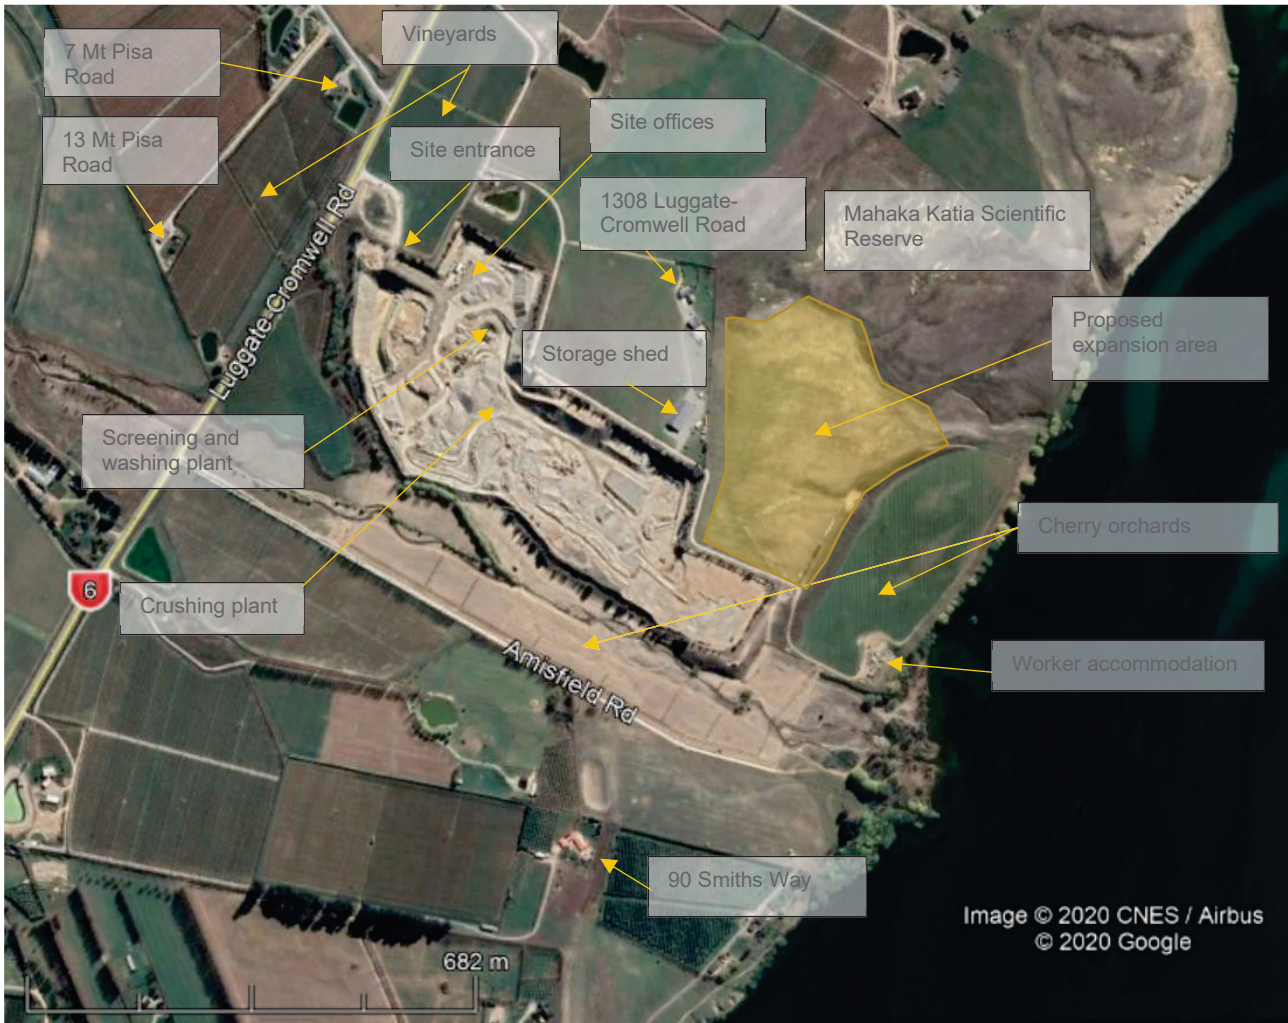 7 Mt Pisa
Road
Vineyards
13 Mt Pisa
Road
Site entrance
Site offices
1308 Luggate-
Cromwell Road
Mahaka Katia Scientific
Reserve
Luggate-Cromwell Rd
Storage shed
Proposed
expansion area
Screening and
washing plant
Cherry orchards
6
Crushing plant
Amisfield Rd
Worker accommodation
90 Smiths Way
Image © 2020 CNES / Airbus
© 2020 Google
682 m